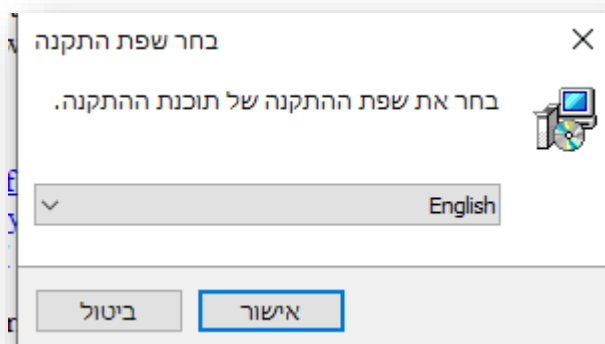 בחר שפת התקנה
בחר את שפת ההתקנה של תוכנת ההתקנה.
English
אישור
ביטול